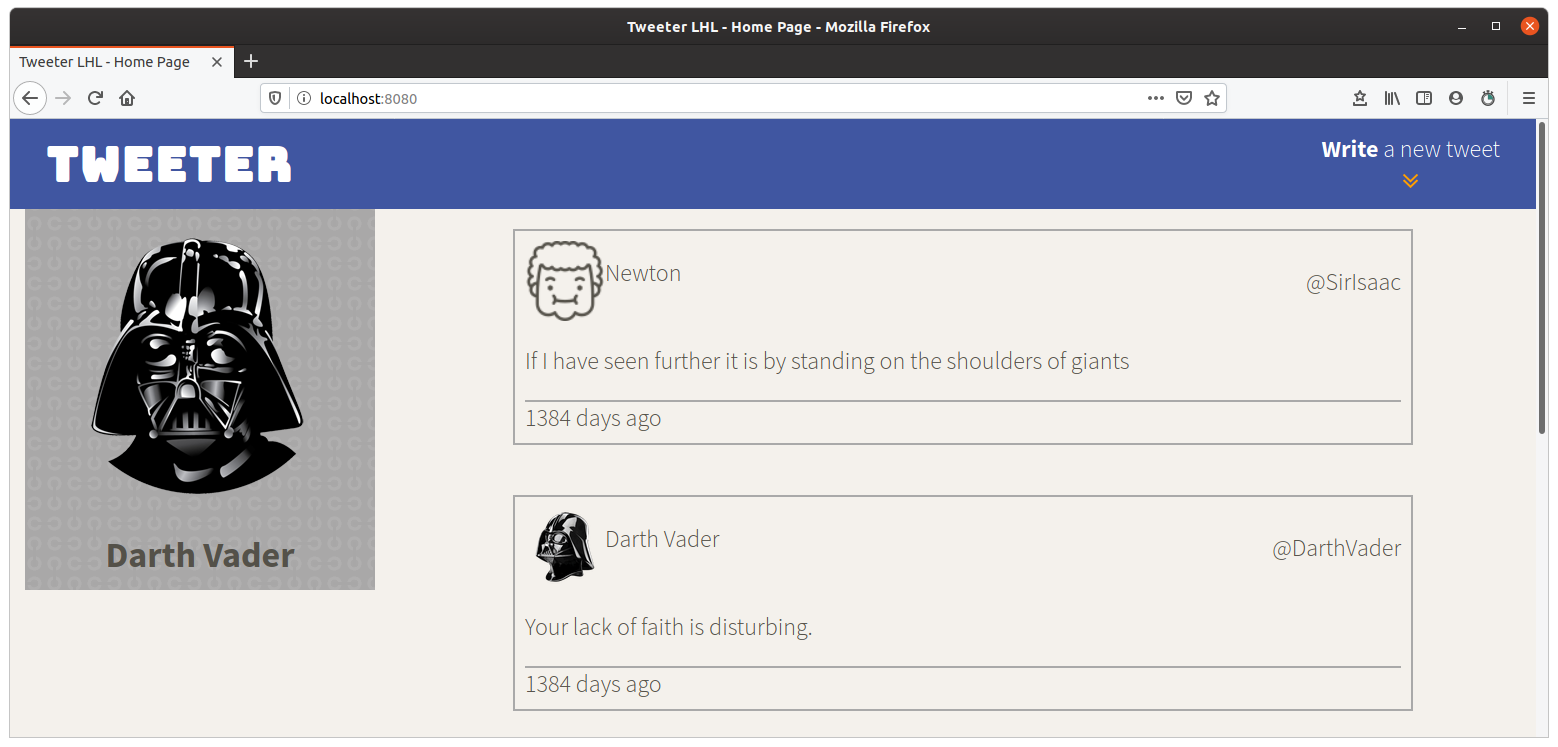 Tweeter LHL - Home Page - Mozilla Firefox
Tweeter LHL - Home Page
localhost:8080
TWEETER
Write a new tweet
Darth Vader
Newton
@SirIsaac
If I have seen further it is by standing on the shoulders of giants
1384 days ago
Darth Vader
@DarthVader
Your lack of faith is disturbing.
1384 days ago